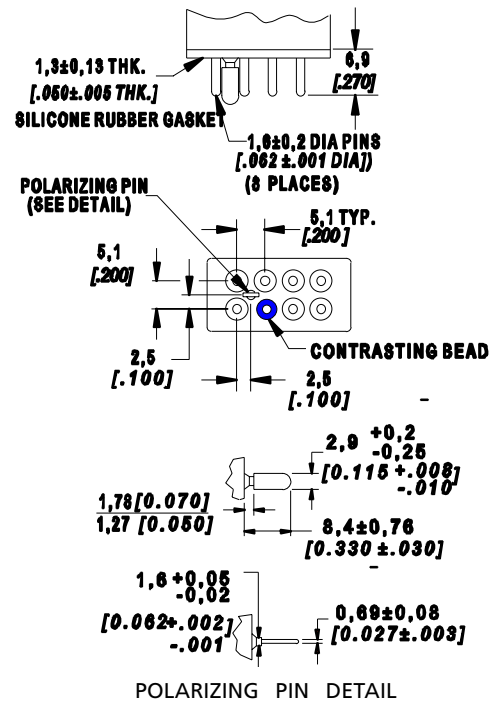 1,3±0,13 THK.
[.050±.005 THK.]
SILICONE RUBBER GASKET
6,9
[.270]
1,6±0,2 DIA PINS
[.062 ±.001 DIA])
(8 PLACES)
POLARIZING PIN
(SEE DETAIL)
5,1 TYP.
[.200 ]
5,1
[.200]
CONTRASTING BEAD
2,5
[.100]
2,5
[.100]
2,9 +0,2
-0,25
[0.115 +.008]
-.010
1,78[0.070]
1,27 [0.050]
8,4±0,76
[0.330 ±.030]
1,6 +0,05
-0,02
[0.062+.002]
-.001
0,69±0,08
[0.027±.003]
POLARIZING PIN DETAIL